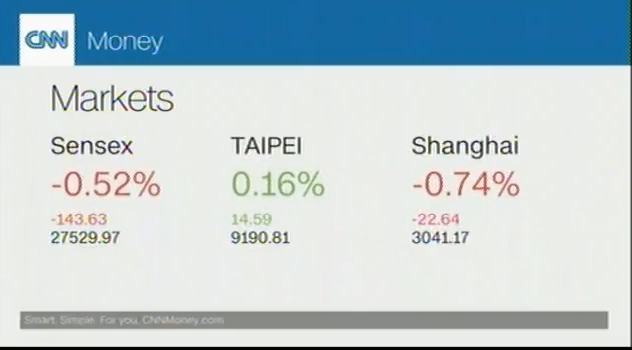 CNN Money
Markets
Sensex TAIPEI Shanghai
-0.52% 0.16% -0.74%
-143.63 14.59 -22.64
27529.97 9190.81 3041.17
Smart. Simple. For you, CNNMoney.com